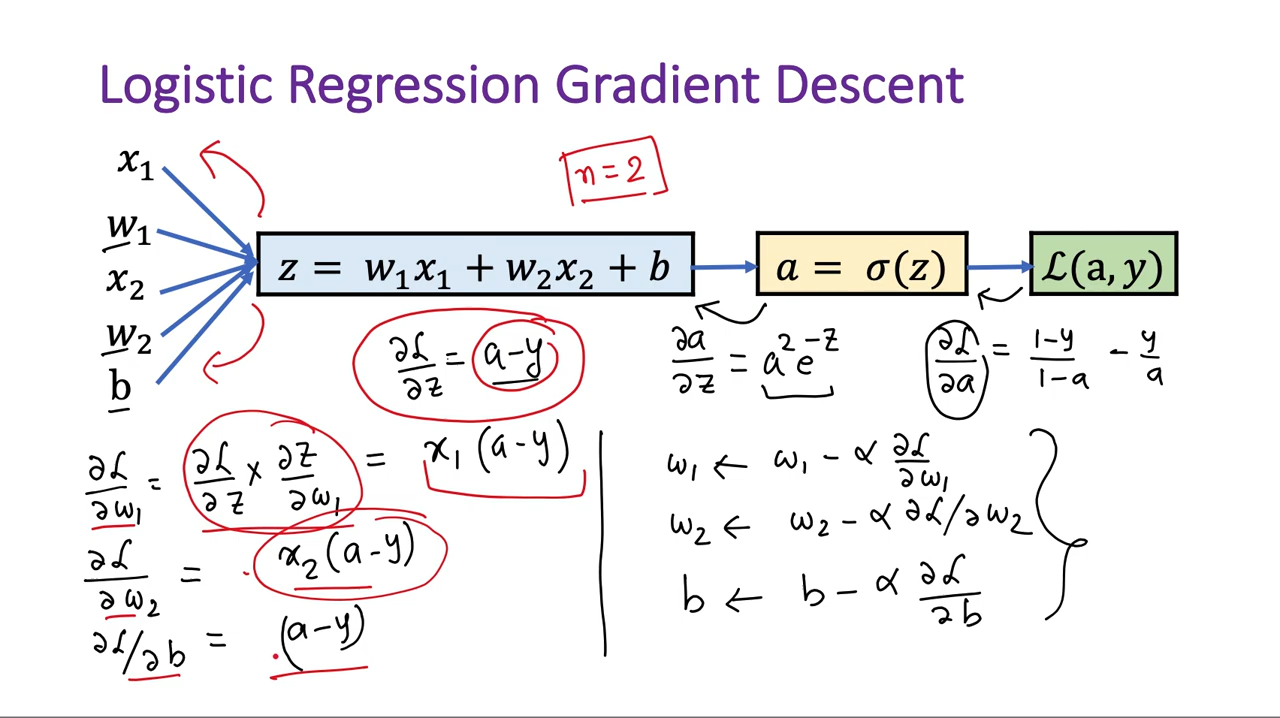 Logistic Regression Gradient Descent
n = 2
x₁
w₁
x₂
w₂
b
z = w₁x₁ + w₂x₂ + b
a = σ(z)
ℒ(a, y)
∂ℒ/∂z = a-y
∂a/∂z = a² e^-z
∂ℒ/∂a = 1-y/1-a - y/a
∂ℒ/∂w₁ = ∂ℒ/∂z × ∂z/∂w₁ = x₁ (a-y)
∂ℒ/∂w₂ = x₂ (a-y)
∂ℒ/∂b = (a-y)
w₁ ← w₁ - α ∂ℒ/∂w₁
w₂ ← w₂ - α ∂ℒ/∂w₂
b ← b - α ∂ℒ/∂b